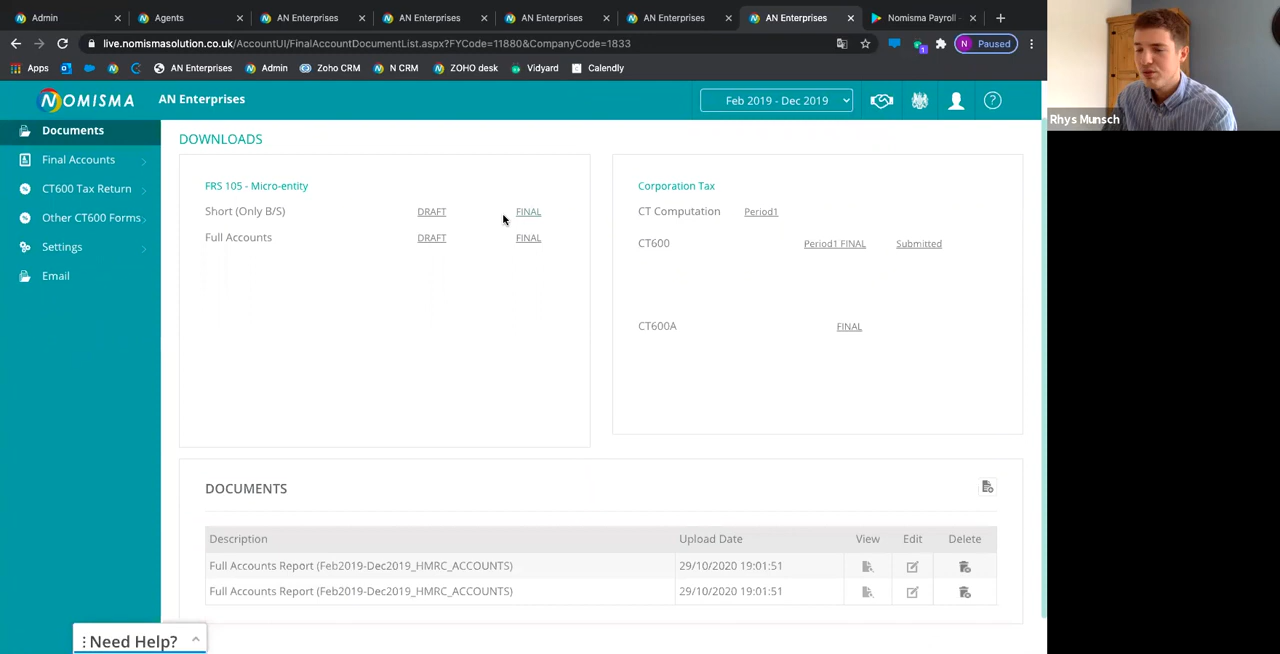 Admin
Agents
AN Enterprises
AN Enterprises
AN Enterprises
AN Enterprises
AN Enterprises
Nomisma Payroll
live.nomismasolution.co.uk/AccountUI/FinalAccountDocumentList.aspx?FYCode=11880&CompanyCode=1833
1
N Paused
Apps
AN Enterprises
Admin
Zoho CRM
N CRM
ZOHO desk
Vidyard
Calendly
NOMISMA
AN Enterprises
Feb 2019 - Dec 2019
Rhys Munsch
Documents
Final Accounts
CT600 Tax Return
Other CT600 Forms
Settings
Email
DOWNLOADS
FRS 105 - Micro-entity
Short (Only B/S) DRAFT FINAL
Full Accounts DRAFT FINAL
Corporation Tax
CT Computation Period1
CT600 Period1 FINAL Submitted
CT600A FINAL
DOCUMENTS
Description Upload Date View Edit Delete
Full Accounts Report (Feb2019-Dec2019_HMRC_ACCOUNTS) 29/10/2020 19:01:51
Full Accounts Report (Feb2019-Dec2019_HMRC_ACCOUNTS) 29/10/2020 19:01:51
Need Help?